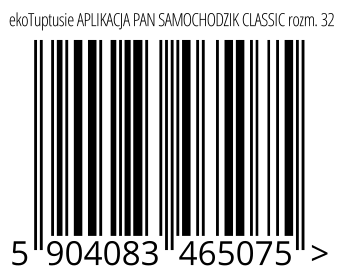 ekoTuptusie APLIKACJA PAN SAMOCHODZIK CLASSIC rozm. 32
5 904083 465075 >